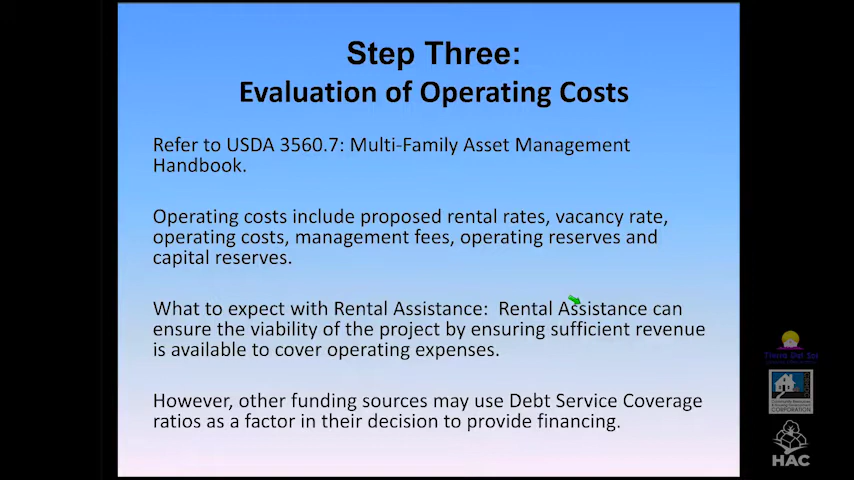 Step Three:
Evaluation of Operating Costs
Refer to USDA 3560.7: Multi-Family Asset Management
Handbook.
Operating costs include proposed rental rates, vacancy rate,
operating costs, management fees, operating reserves and
capital reserves.
What to expect with Rental Assistance:  Rental Assistance can
ensure the viability of the project by ensuring sufficient revenue
is available to cover operating expenses.
However, other funding sources may use Debt Service Coverage
ratios as a factor in their decision to provide financing.
Tierra Del Sol
CORPORATION
HAC